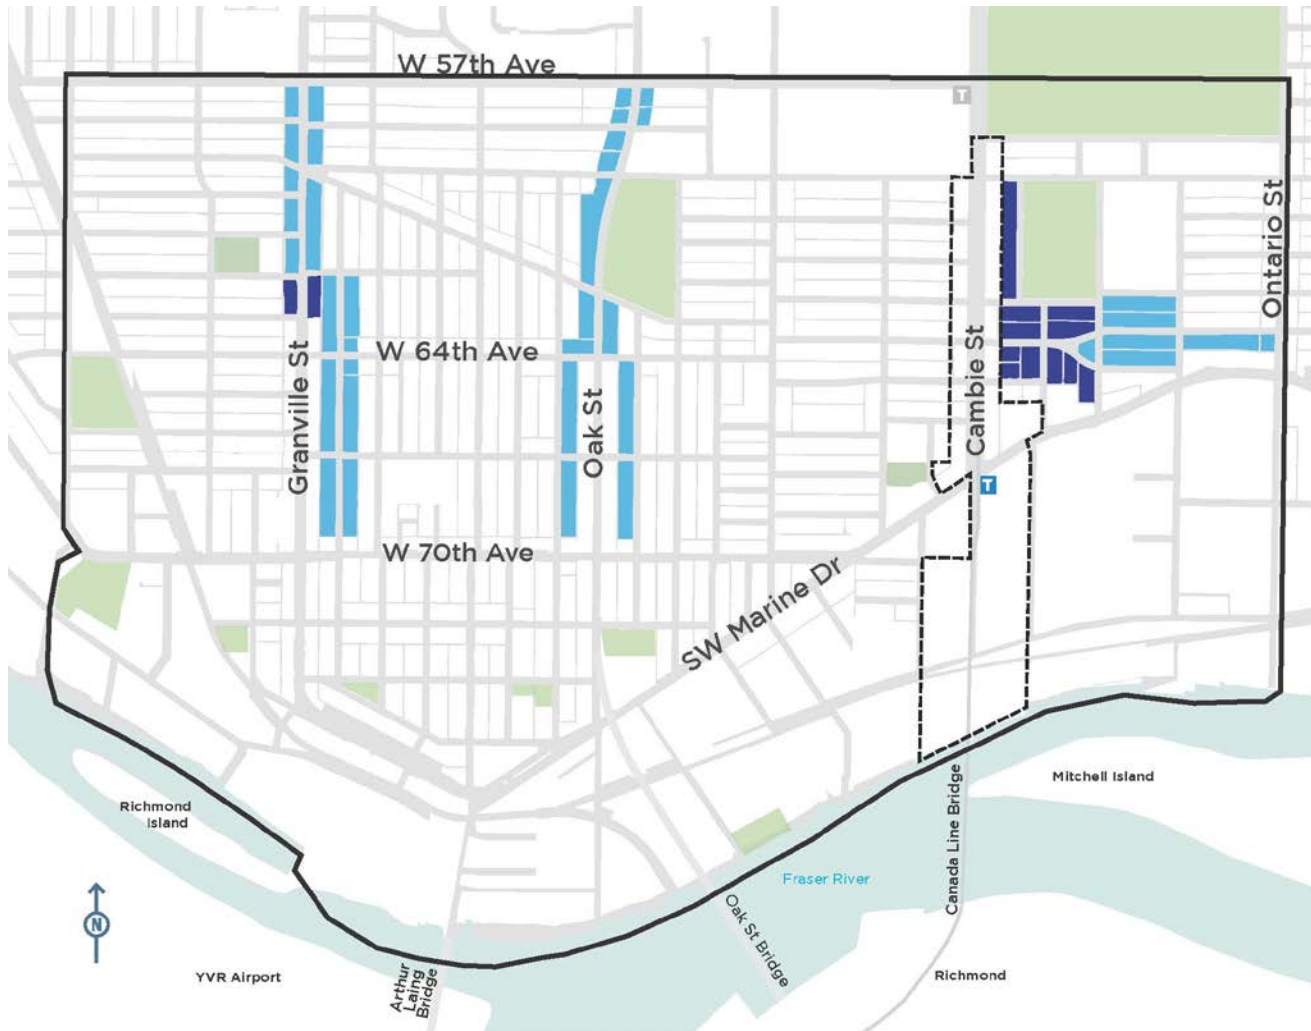 W 57th Ave
T
Ontario St
W 64th Ave
Granville St
Oak St
Cambie St
T
W 70th Ave
SW Marine Dr
Mitchell Island
Richmond
Island
Canada Line Bridge
Fraser River
Oak St Bridge
N
YVR Airport
Arthur
Laing
Bridge
Richmond